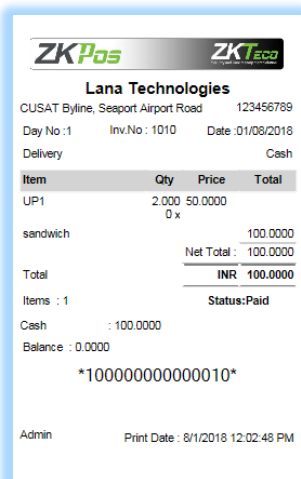 ZKPos ZKTeco
Lana Technologies
CUSAT Byline, Seaport Airport Road 123456789
Day No :1 Inv.No : 1010 Date :01/08/2018
Delivery Cash
Item Qty Price Total
UP1 2.000 50.0000
0 x
sandwich 100.0000
Net Total : 100.0000
Total INR 100.0000
Items : 1 Status:Paid
Cash : 100.0000
Balance : 0.0000
*100000000000010*
Admin Print Date : 8/1/2018 12:02:48 PM